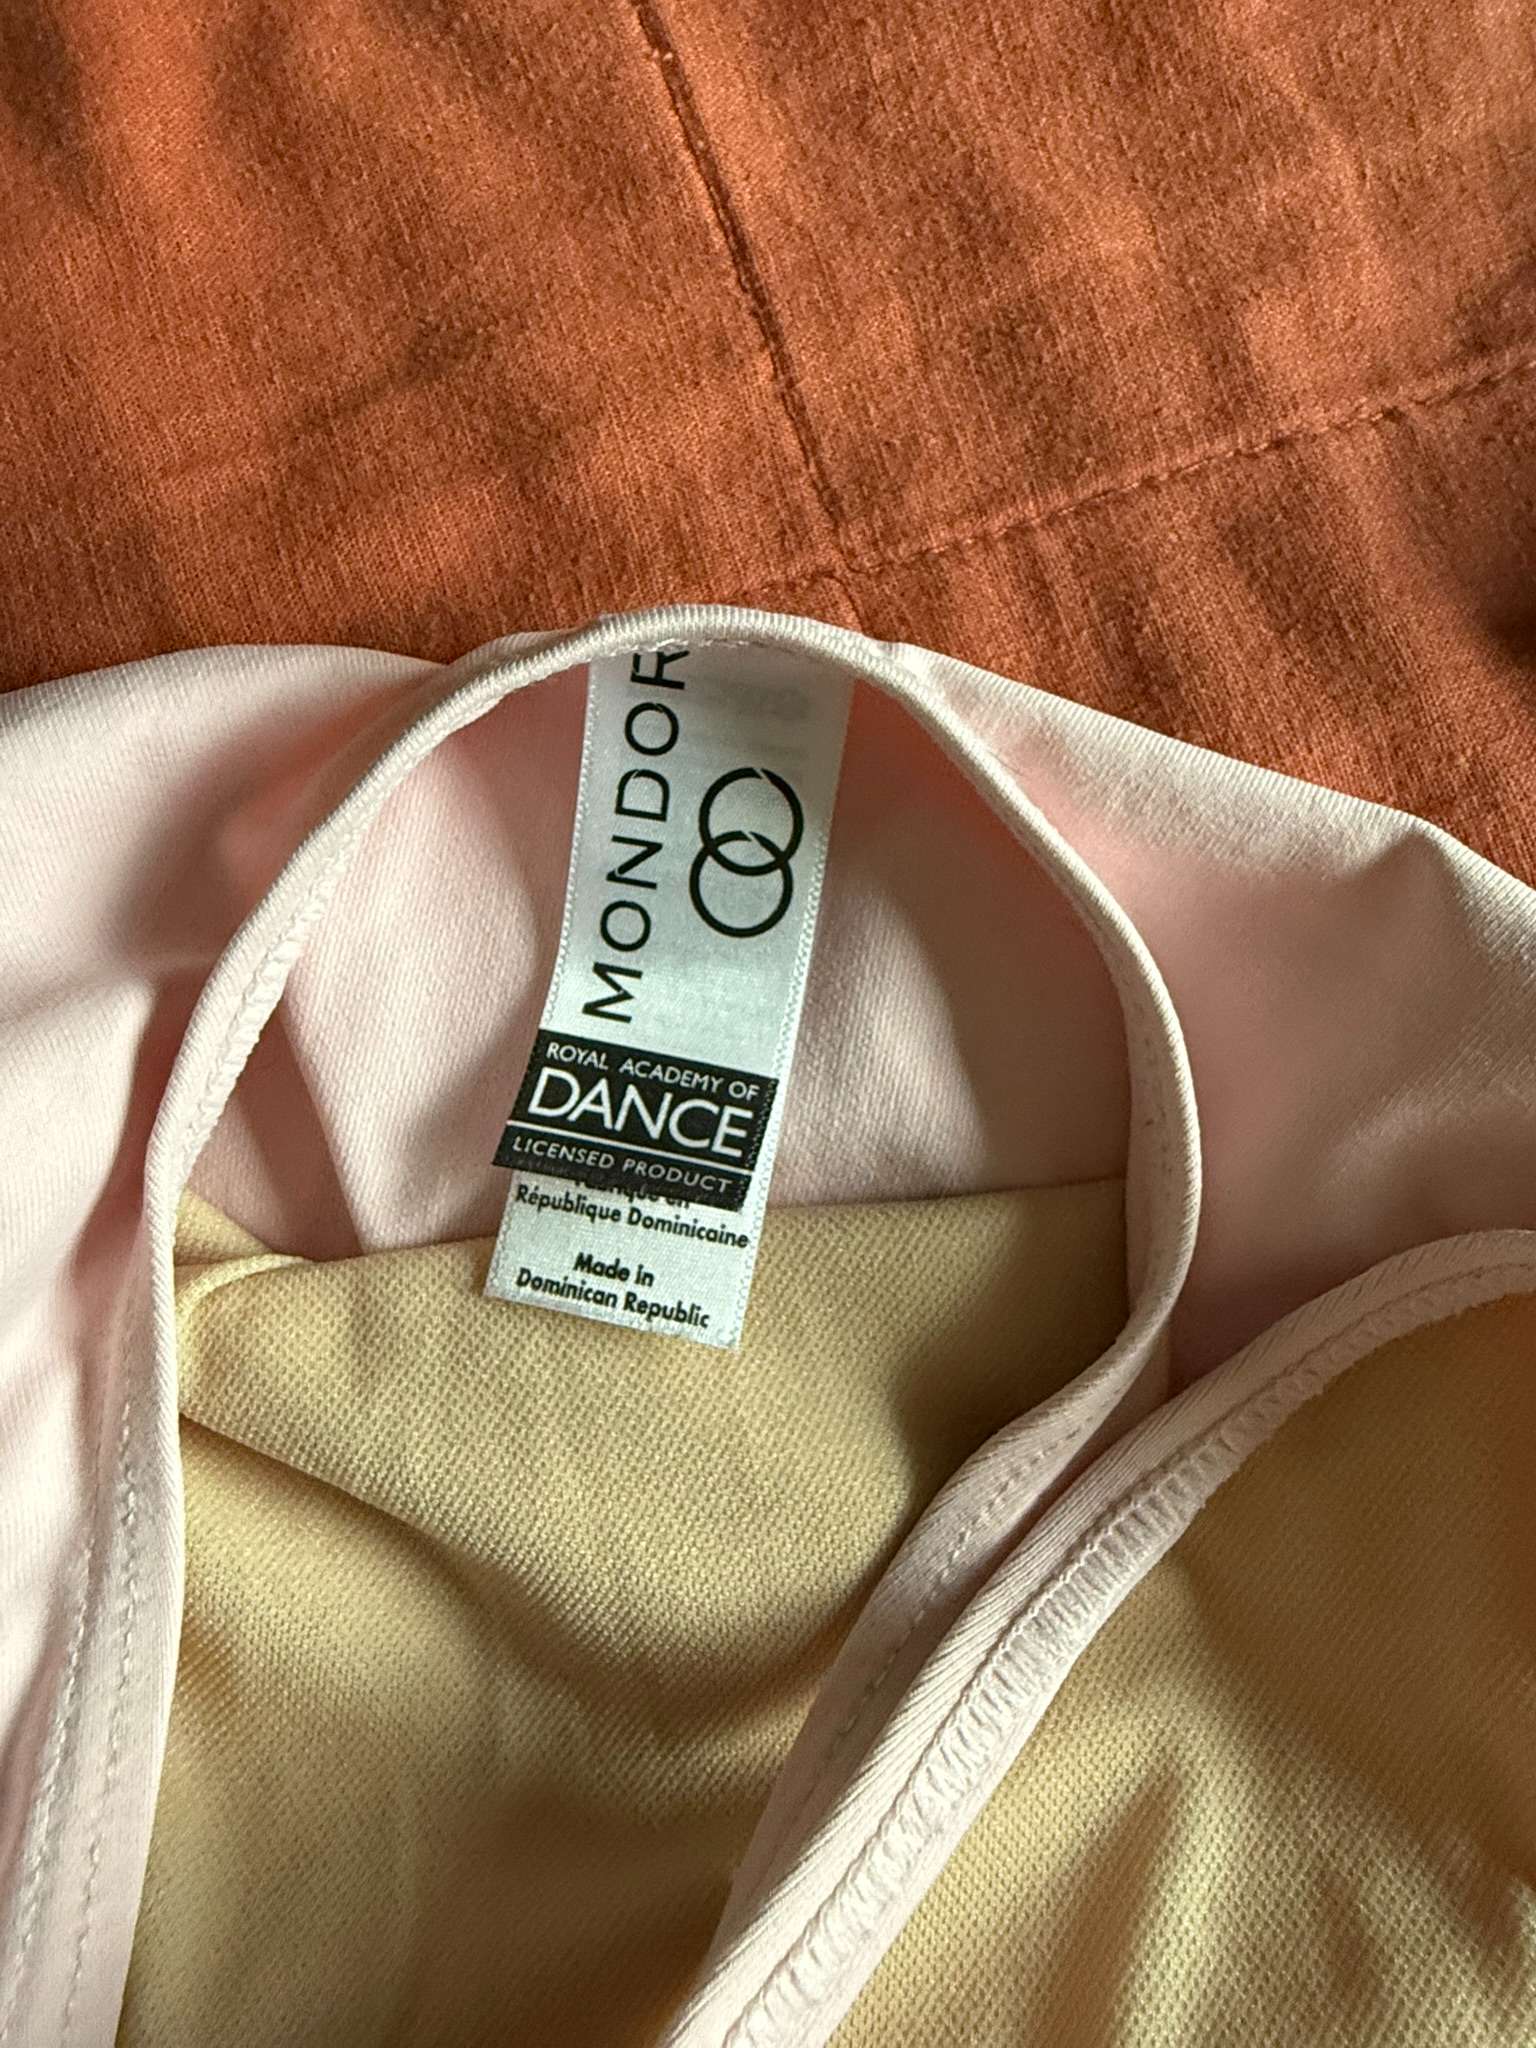 MONDOR
ROYAL ACADEMY OF
DANCE
LICENSED PRODUCT
République Dominicaine
Made in
Dominican Republic